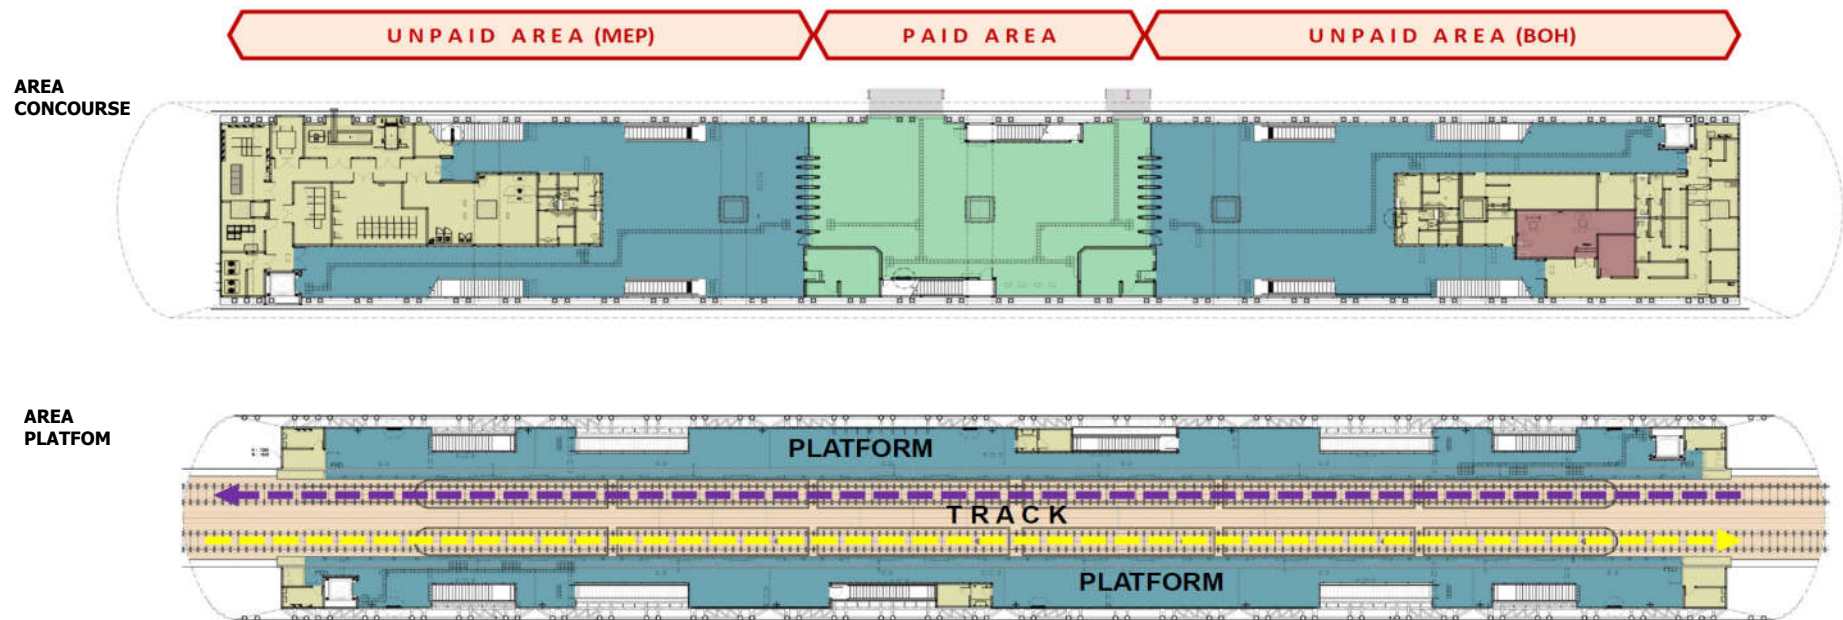 UNPAID AREA (MEP)
PAID AREA
UNPAID AREA (BOH)
AREA
CONCOURSE
AREA
PLATFOM
PLATFORM
TRACK
PLATFORM